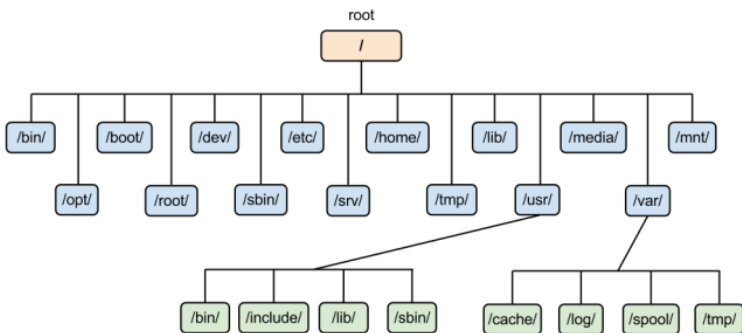 root
/
/bin/ /boot/ /dev/ /etc/ /home/ /lib/ /media/ /mnt/
/opt/ /root/ /sbin/ /srv/ /tmp/ /usr/ /var/
/bin/ /include/ /lib/ /sbin/ /cache/ /log/ /spool/ /tmp/